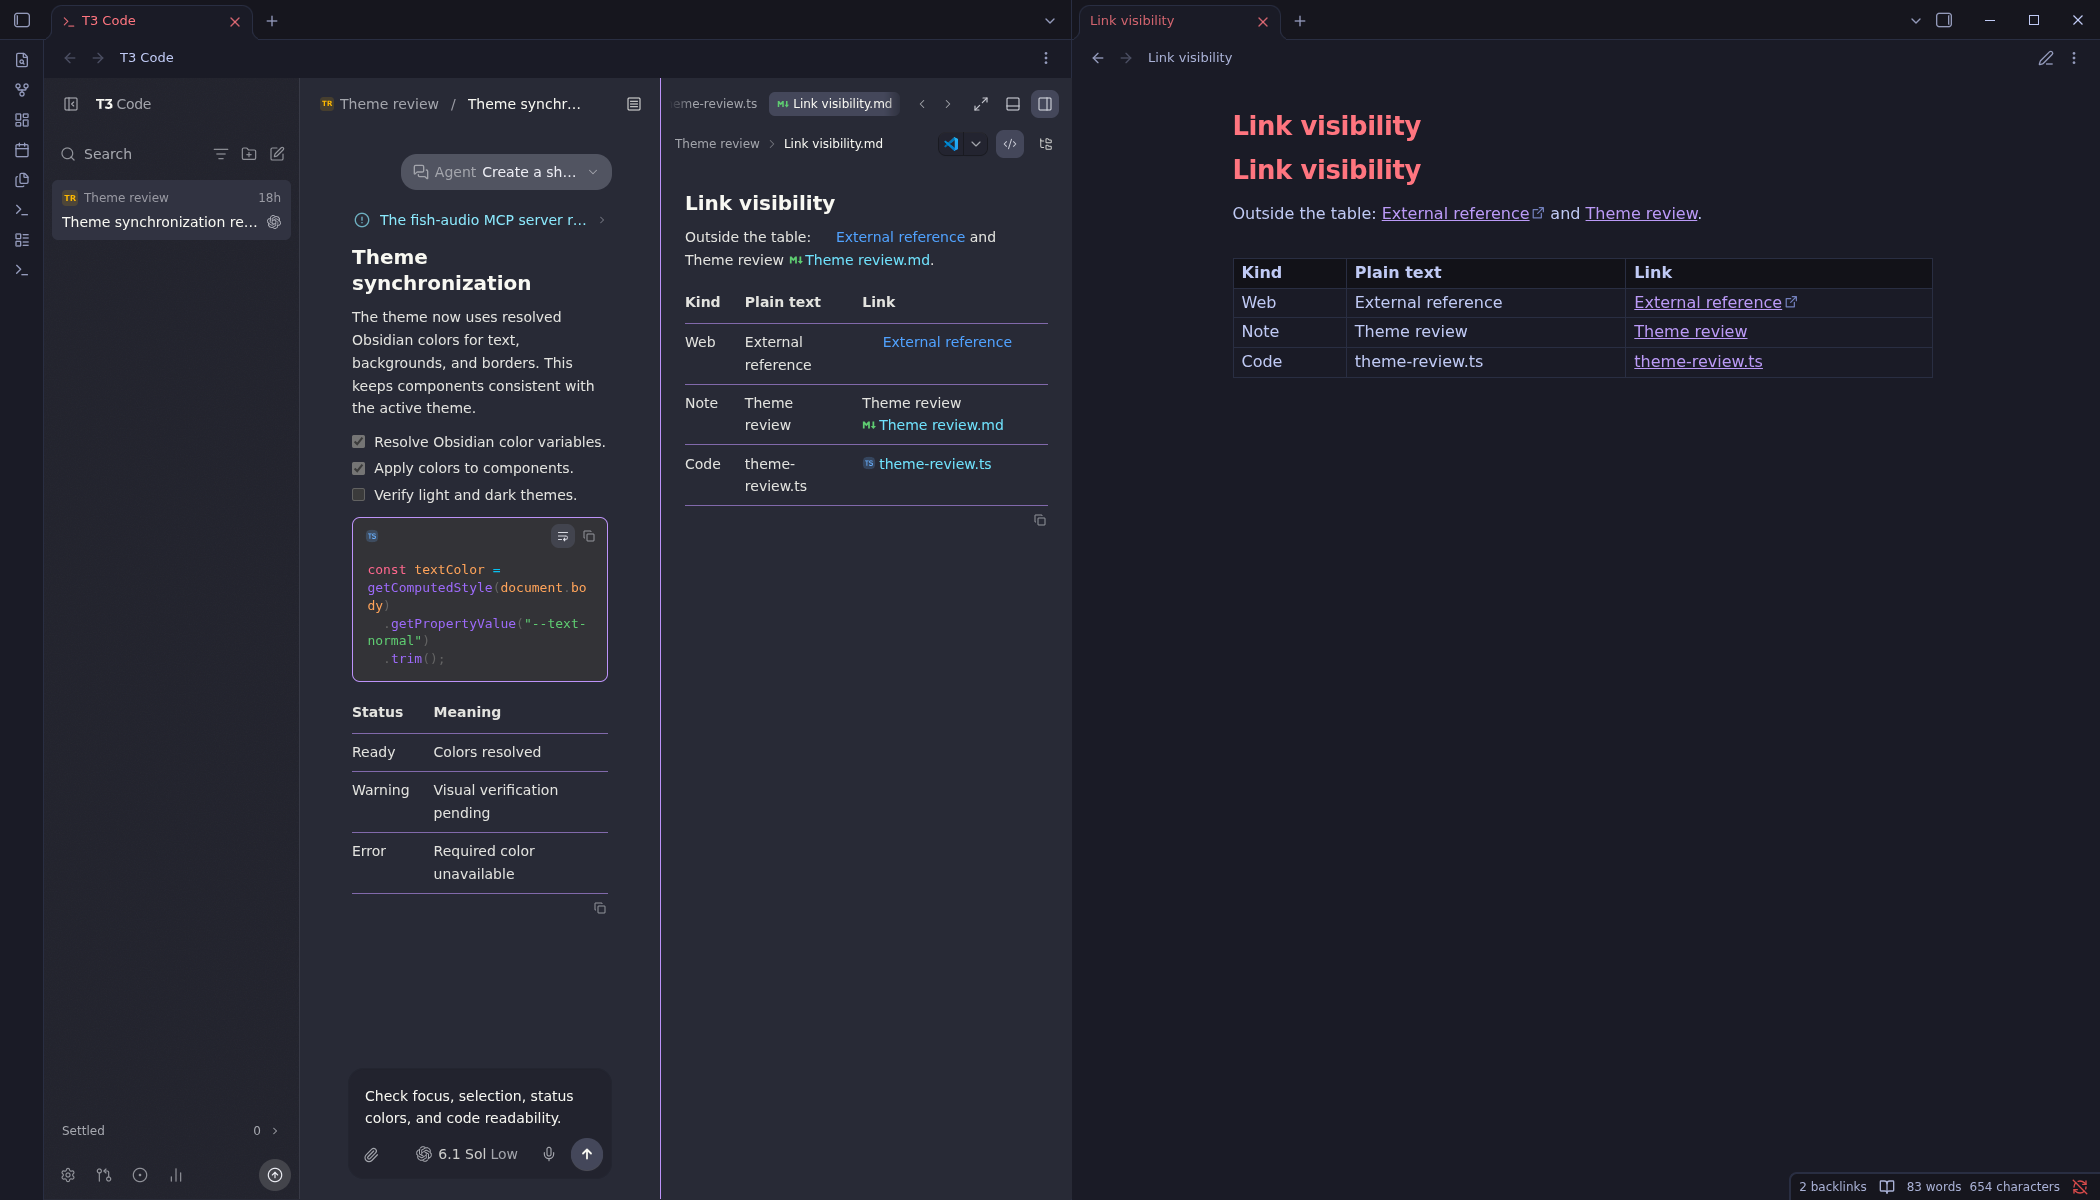 T3 Code
Link visibility
T3 Code
Link visibility
T3 Code
Search
TR Theme review 18h
Theme synchronization re...
Settled 0
TR Theme review / Theme synchr...
Agent Create a sh...
The fish-audio MCP server r...
Theme
synchronization
The theme now uses resolved
Obsidian colors for text,
backgrounds, and borders. This
keeps components consistent with
the active theme.
Resolve Obsidian color variables.
Apply colors to components.
Verify light and dark themes.
TS
const textColor =
getComputedStyle(document.bo
dy)
.getPropertyValue("--text-
normal")
.trim();
Status Meaning
Ready Colors resolved
Warning Visual verification
pending
Error Required color
unavailable
Check focus, selection, status
colors, and code readability.
6.1 Sol Low
eme-review.ts Link visibility.md
Theme review > Link visibility.md
Link visibility
Outside the table: External reference and
Theme review Theme review.md.
Kind Plain text Link
Web External External reference
reference
Note Theme Theme review
review Theme review.md
Code theme- TS theme-review.ts
review.ts
Link visibility
Link visibility
Outside the table: External reference and Theme review.
Kind Plain text Link
Web External reference External reference
Note Theme review Theme review
Code theme-review.ts theme-review.ts
2 backlinks 83 words 654 characters